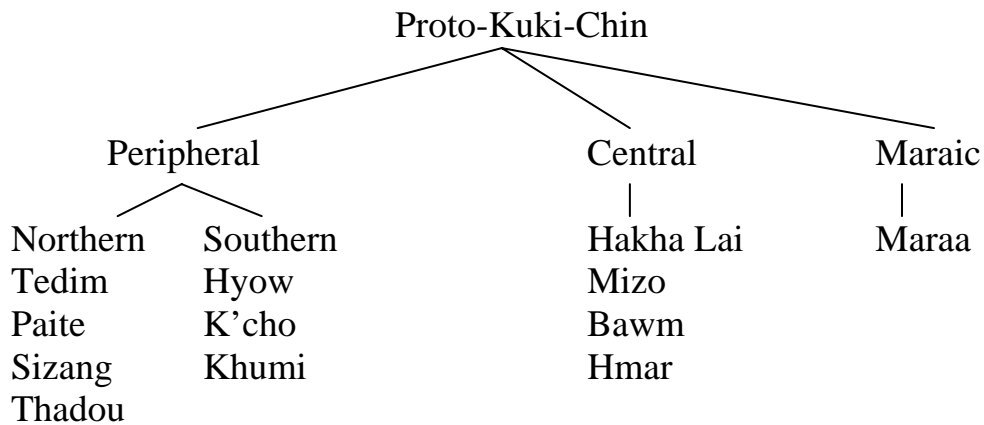 Proto-Kuki-Chin
Peripheral Central Maraic
Northern Southern Hakha Lai Maraa
Tedim Hyow Mizo
Paite K’cho Bawm
Sizang Khumi Hmar
Thadou